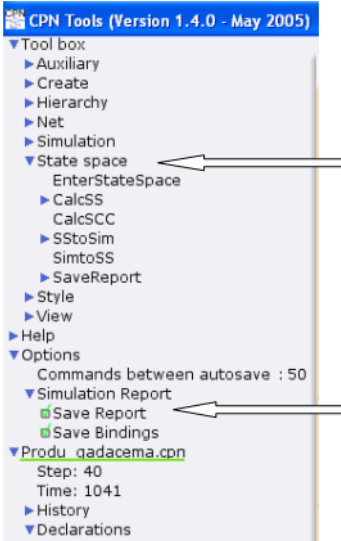 CPN Tools (Version 1.4.0 - May 2005)
Tool box
Auxiliary
Create
Hierarchy
Net
Simulation
State space
EnterStateSpace
CalcSS
CalcSCC
SStoSim
SimtoSS
SaveReport
Style
View
Help
Options
Commands between autosave : 50
Simulation Report
Save Report
Save Bindings
Produ_gadacema.cpn
Step: 40
Time: 1041
History
Declarations